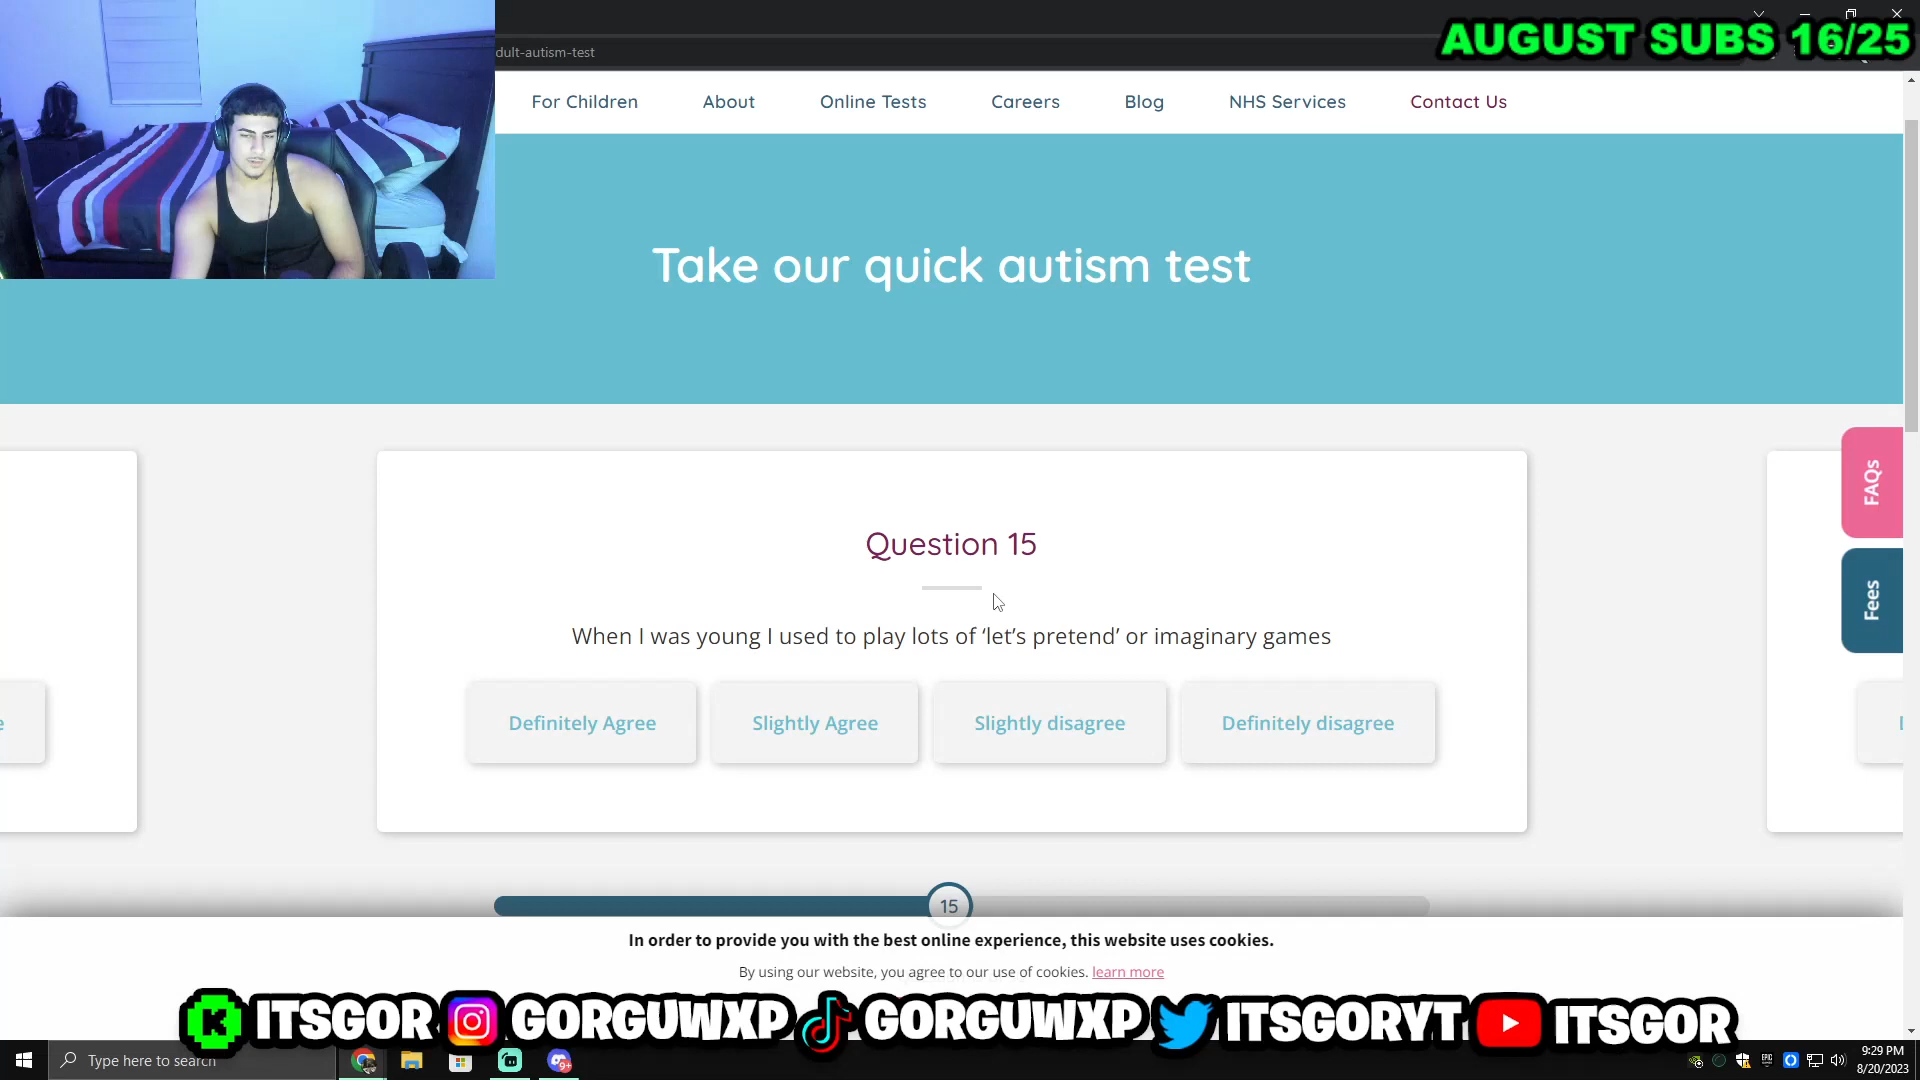 AUGUST SUBS 16/25
dult-autism-test
For Children About Online Tests Careers Blog NHS Services Contact Us
Take our quick autism test
FAQs
Fees
Question 15
When I was young I used to play lots of ‘let’s pretend’ or imaginary games
e
Definitely Agree Slightly Agree Slightly disagree Definitely disagree
15
In order to provide you with the best online experience, this website uses cookies.
By using our website, you agree to our use of cookies. learn more
K ITSGOR GORGUWXP GORGUWXP ITSGORYT ITSGOR
Type here to search
9+
EPIC
9:29 PM
8/20/2023